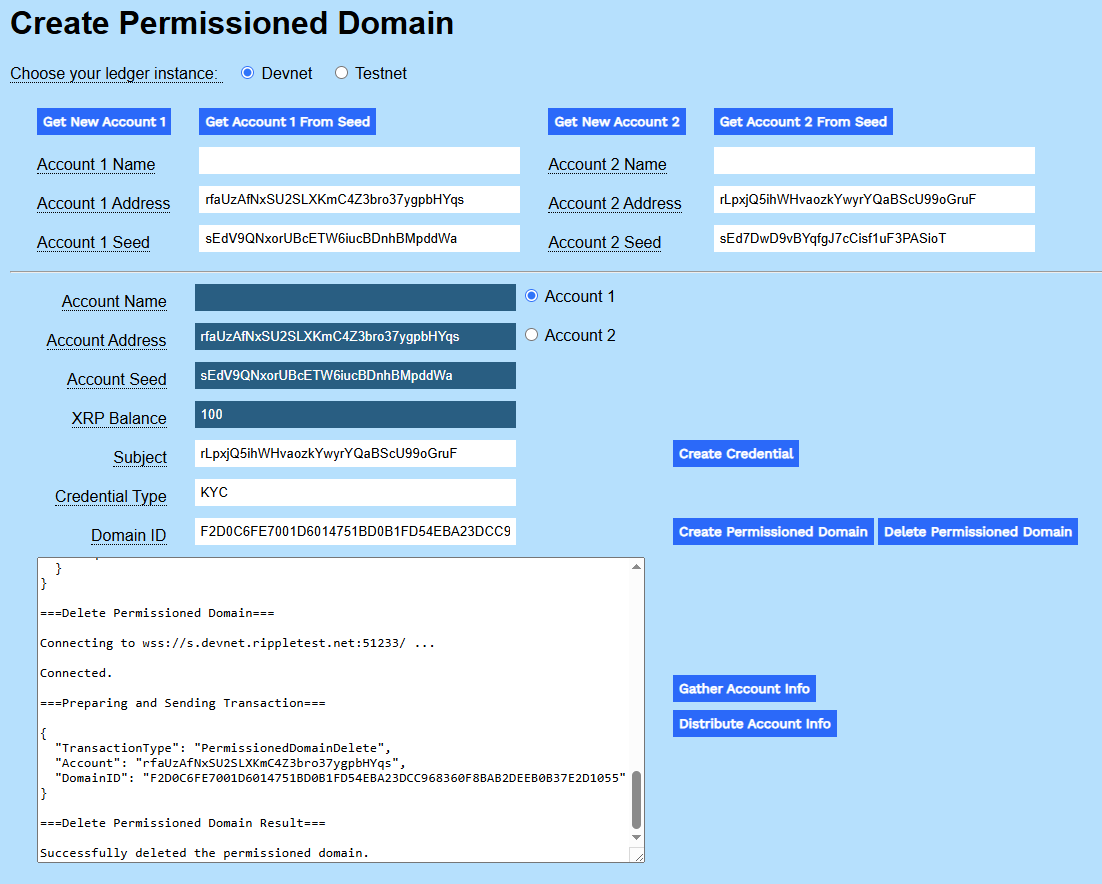 Create Permissioned Domain
Choose your ledger instance: Devnet Testnet
Get New Account 1 Get Account 1 From Seed Get New Account 2 Get Account 2 From Seed
Account 1 Name Account 2 Name
Account 1 Address rfaUzAfNxSU2SLXKmC4Z3bro37ygpbHYqs Account 2 Address rLpxjQ5ihWHvaozkYwyrYQaBScU99oGruF
Account 1 Seed sEdV9QNxorUBcETW6iucBDnhBMpddWa Account 2 Seed sEd7DwD9vBYqfgJ7cCisf1uF3PASioT
Account Name Account 1
Account Address rfaUzAfNxSU2SLXKmC4Z3bro37ygpbHYqs Account 2
Account Seed sEdV9QNxorUBcETW6iucBDnhBMpddWa
XRP Balance 100
Subject rLpxjQ5ihWHvaozkYwyrYQaBScU99oGruF Create Credential
Credential Type KYC
Domain ID F2D0C6FE7001D6014751BD0B1FD54EBA23DCC9 Create Permissioned Domain Delete Permissioned Domain
}
}
===Delete Permissioned Domain===
Connecting to wss://s.devnet.rippletest.net:51233/ ...
Connected.
Gather Account Info
===Preparing and Sending Transaction===
Distribute Account Info
{
"TransactionType": "PermissionedDomainDelete",
"Account": "rfaUzAfNxSU2SLXKmC4Z3bro37ygpbHYqs",
"DomainID": "F2D0C6FE7001D6014751BD0B1FD54EBA23DCC968360F8BAB2DEEB0B37E2D1055"
}
===Delete Permissioned Domain Result===
Successfully deleted the permissioned domain.